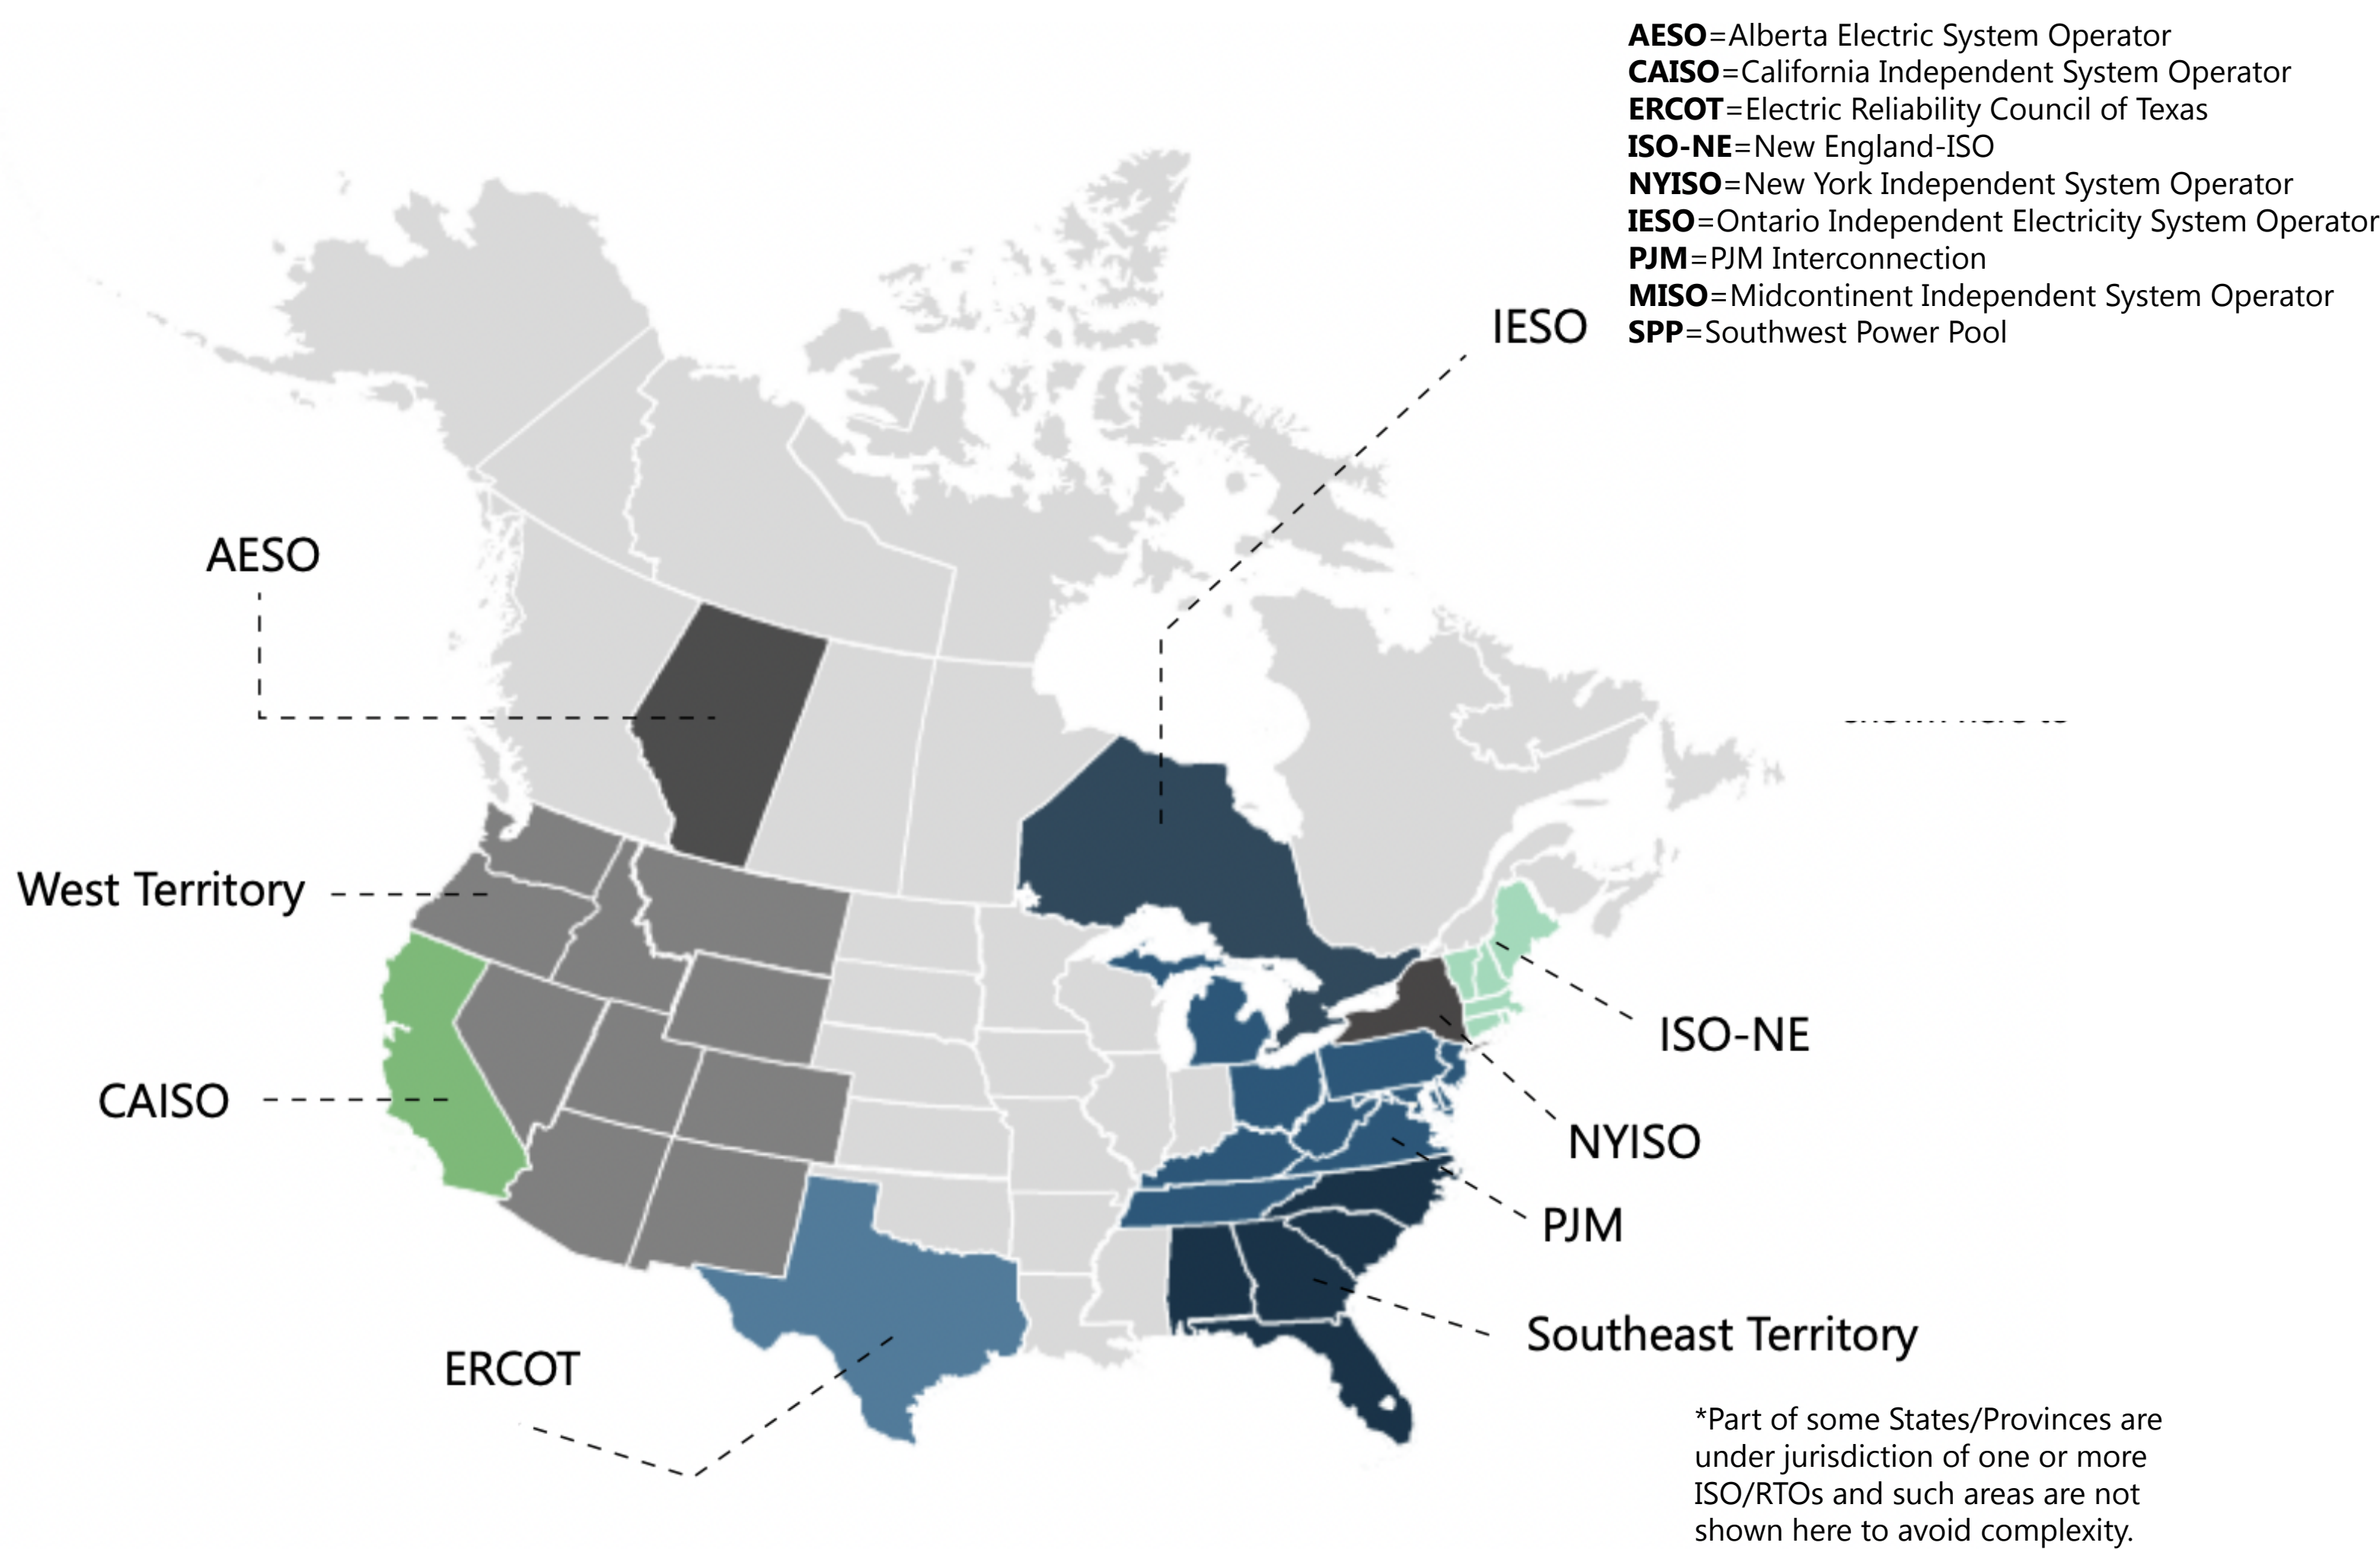 AESO=Alberta Electric System Operator
CAISO=California Independent System Operator
ERCOT=Electric Reliability Council of Texas
ISO-NE=New England-ISO
NYISO=New York Independent System Operator
IESO=Ontario Independent Electricity System Operator
PJM=PJM Interconnection
MISO=Midcontinent Independent System Operator
SPP=Southwest Power Pool
IESO
AESO
West Territory
CAISO
ERCOT
ISO-NE
NYISO
PJM
Southeast Territory
*Part of some States/Provinces are
under jurisdiction of one or more
ISO/RTOs and such areas are not
shown here to avoid complexity.